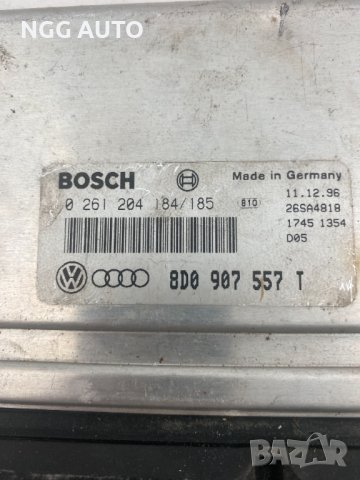 NGG AUTO
BOSCH
Made in Germany
0 261 204 184/185
810
11.12.96
26SA4818
1745 1354
D05
8D0 907 557 T
BAZAR